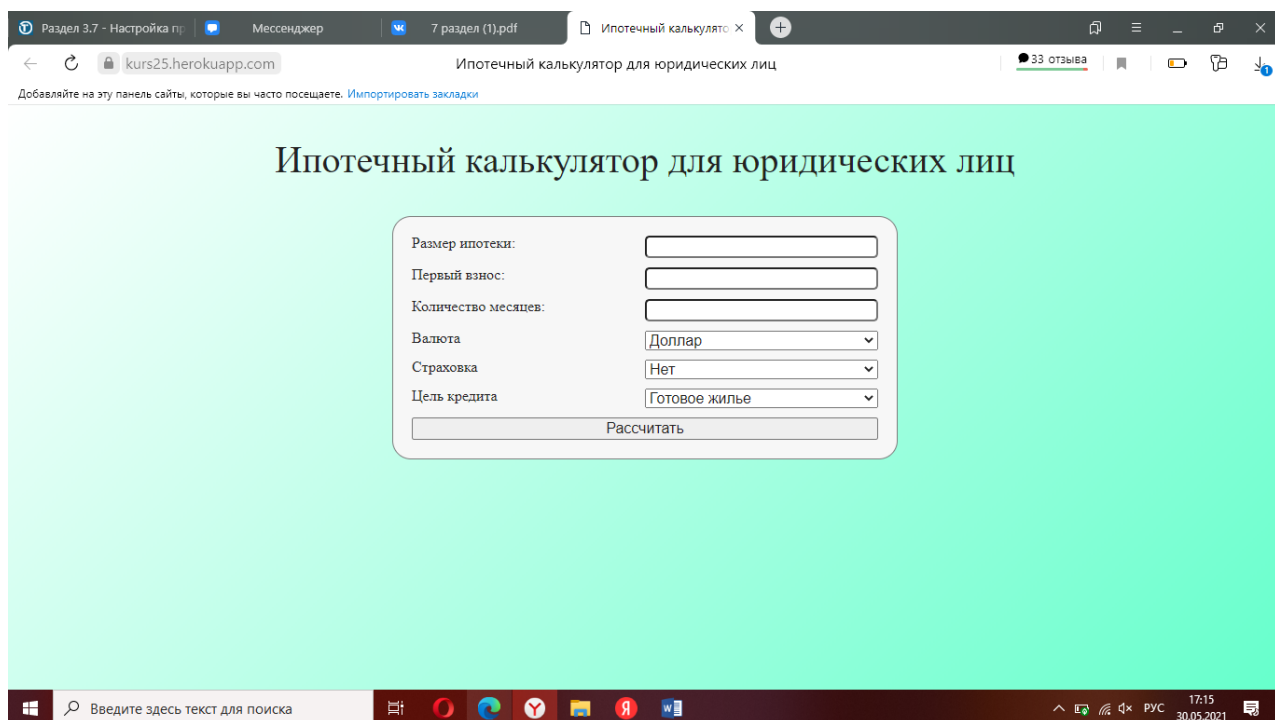 Раздел 3.7 - Настройка пр Мессенджер 7 раздел (1).pdf Ипотечный калькулято
kurs25.herokuapp.com Ипотечный калькулятор для юридических лиц 33 отзыва
Добавляйте на эту панель сайты, которые вы часто посещаете. Импортировать закладки 1
Ипотечный калькулятор для юридических лиц
Размер ипотеки:
Первый взнос:
Количество месяцев:
Валюта Доллар
Страховка Нет
Цель кредита Готовое жилье
Рассчитать
Введите здесь текст для поиска РУС 17:15
30.05.2021